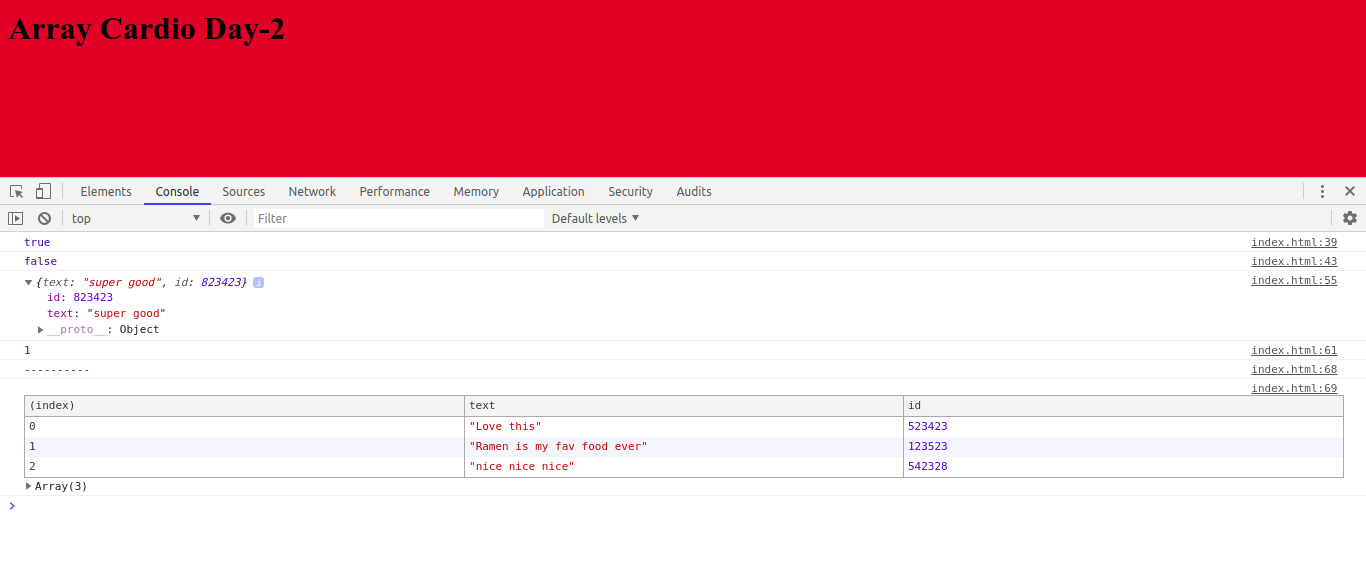 Array Cardio Day-2
Elements Console Sources Network Performance Memory Application Security Audits
top Filter Default levels
true index.html:39
false index.html:43
{text: "super good", id: 823423} i index.html:55
id: 823423
text: "super good"
__proto__: Object
1 index.html:61
---------- index.html:68
index.html:69
(index) text id
0 "Love this" 523423
1 "Ramen is my fav food ever" 123523
2 "nice nice nice" 542328
Array(3)